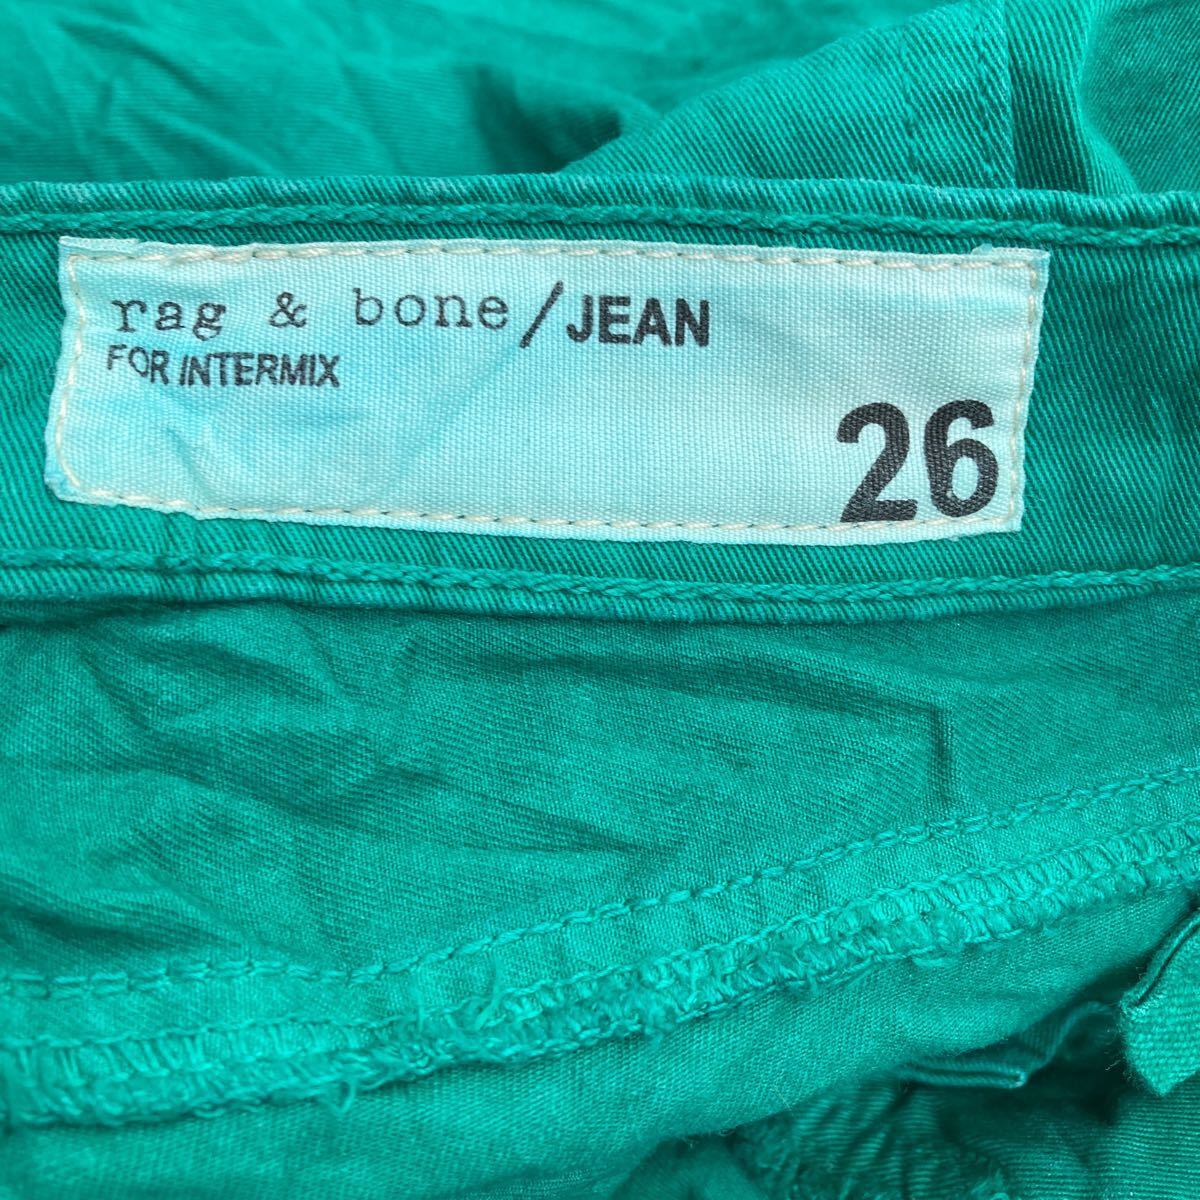 rag & bone/JEAN
FOR INTERMIX
26